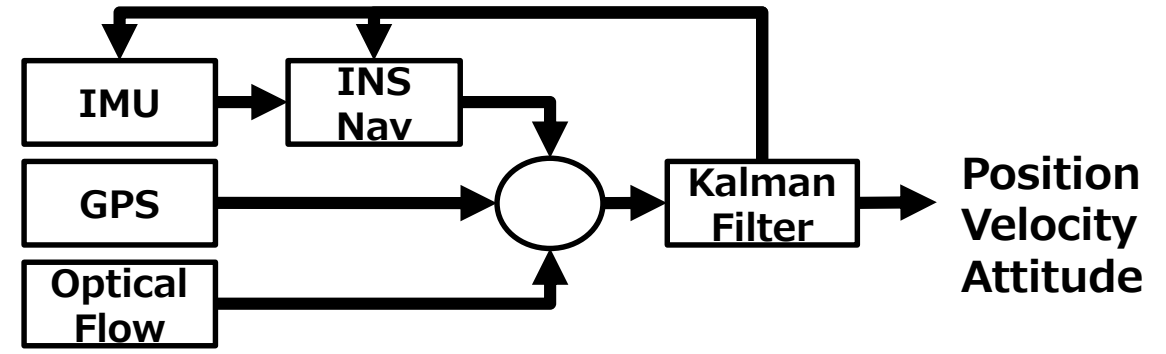 IMU
INS
Nav
GPS
Optical
Flow
Kalman
Filter
Position
Velocity
Attitude